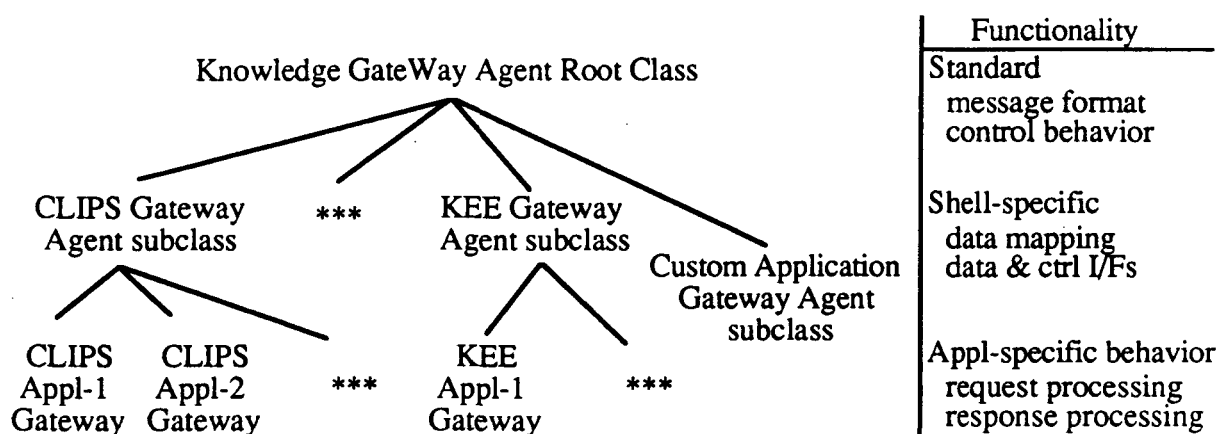 Functionality
Knowledge GateWay Agent Root Class
Standard
message format
control behavior
CLIPS Gateway
Agent subclass
***
KEE Gateway
Agent subclass
Custom Application
Gateway Agent
subclass
Shell-specific
data mapping
data & ctrl I/Fs
CLIPS
Appl-1
Gateway
CLIPS
Appl-2
Gateway
***
KEE
Appl-1
Gateway
***
Appl-specific behavior
request processing
response processing